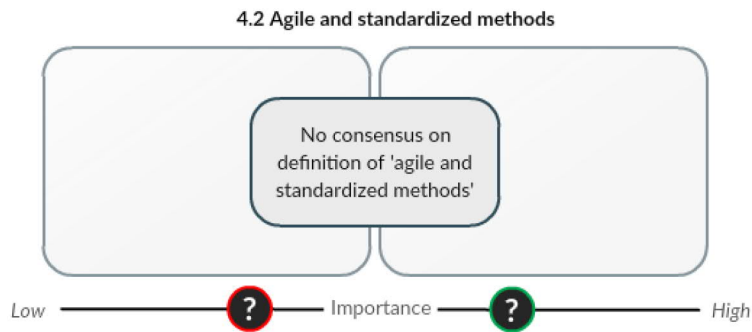 4.2 Agile and standardized methods
No consensus on
definition of 'agile and
standardized methods'
Low ? Importance ? High